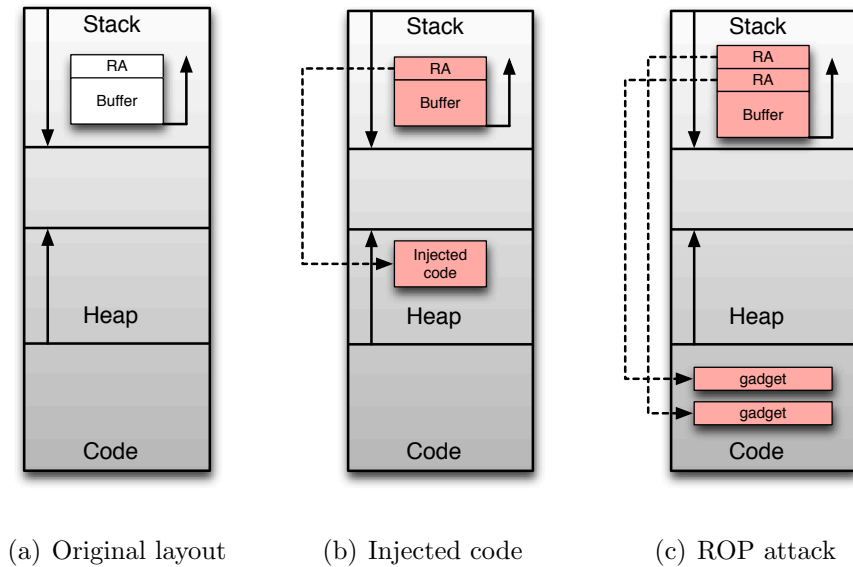 Stack
RA
Buffer
Heap
Code
(a) Original layout
Stack
RA
Buffer
Injected
code
Heap
Code
(b) Injected code
Stack
RA
RA
Buffer
Heap
gadget
gadget
Code
(c) ROP attack